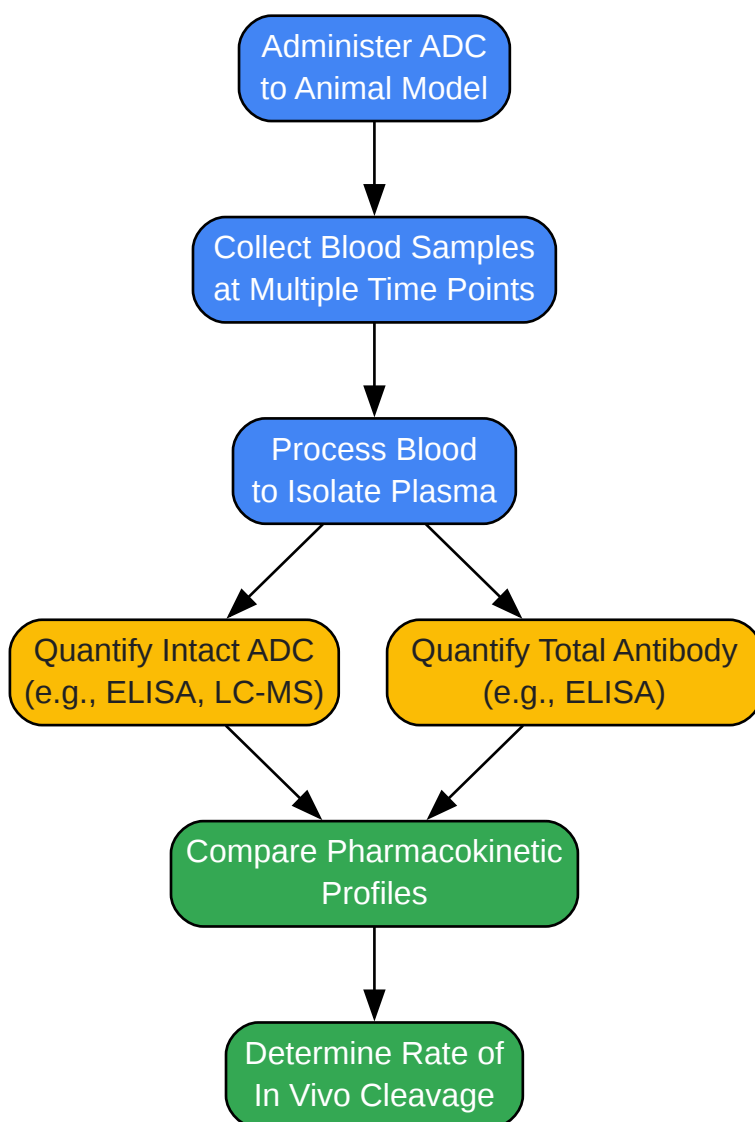 Administer ADC
to Animal Model
Collect Blood Samples
at Multiple Time Points
Process Blood
to Isolate Plasma
Quantify Intact ADC
(e.g., ELISA, LC-MS)
Quantify Total Antibody
(e.g., ELISA)
Compare Pharmacokinetic
Profiles
Determine Rate of
In Vivo Cleavage